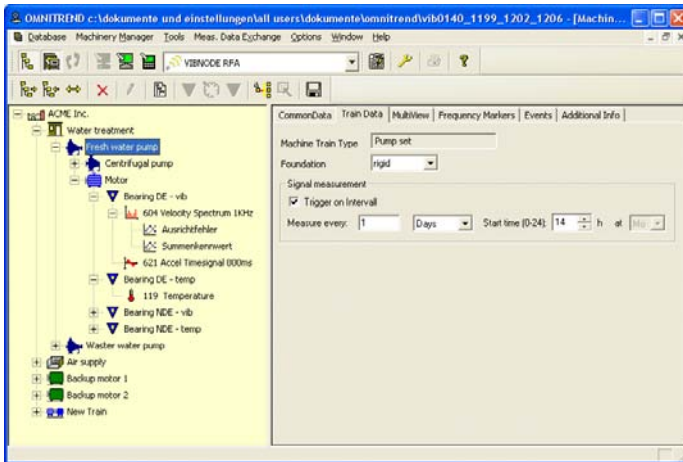 OMNITREND c:\dokumente und einstellungen\all users\dokumente\omnitrend\vib0140_1199_1202_1206 - [Machin...
Database Machinery Manager Tools Meas. Data Exchange Options Window Help
VIBNODE RFA
ACME Inc.
Water treatment
Fresh water pump
Centrifugal pump
Motor
Bearing DE - vib
604 Velocity Spectrum 1KHz
Ausrichtfehler
Summenkennwert
621 Accel Timesignal 800ms
Bearing DE - temp
119 Temperature
Bearing NDE - vib
Bearing NDE - temp
Waster water pump
Air supply
Backup motor 1
Backup motor 2
New Train
CommonData Train Data MultiView Frequency Markers Events Additional Info
Machine Train Type Pump set
Foundation rigid
Signal measurement
Trigger on Intervall
Measure every: 1 Days Start time (0-24): 14 h at Mo